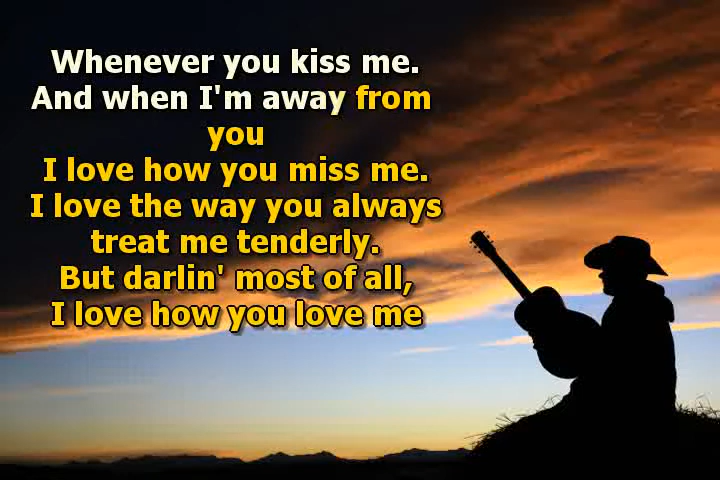 Whenever you kiss me.
And when I'm away from
you
I love how you miss me.
I love the way you always
treat me tenderly.
But darlin' most of all,
I love how you love me